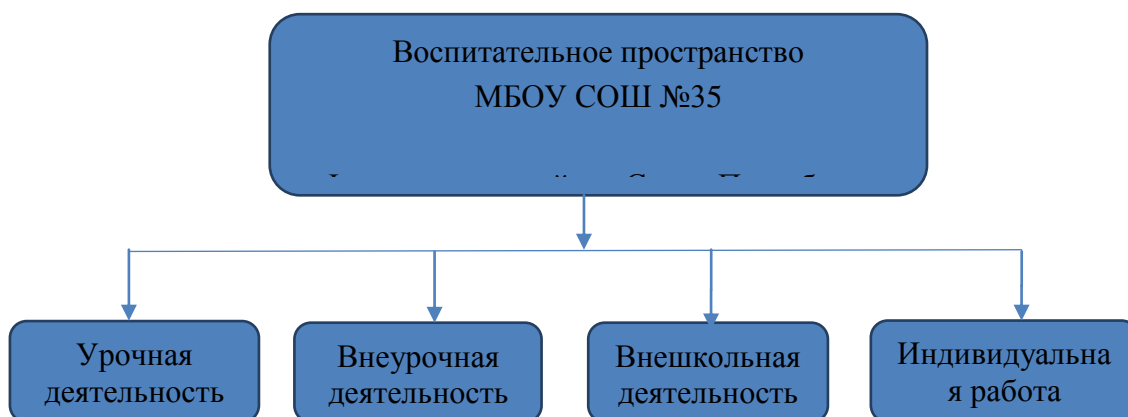 Воспитательное пространство
МБОУ СОШ №35
Урочная
деятельность
Внеурочная
деятельность
Внешкольная
деятельность
Индивидуальна
я работа